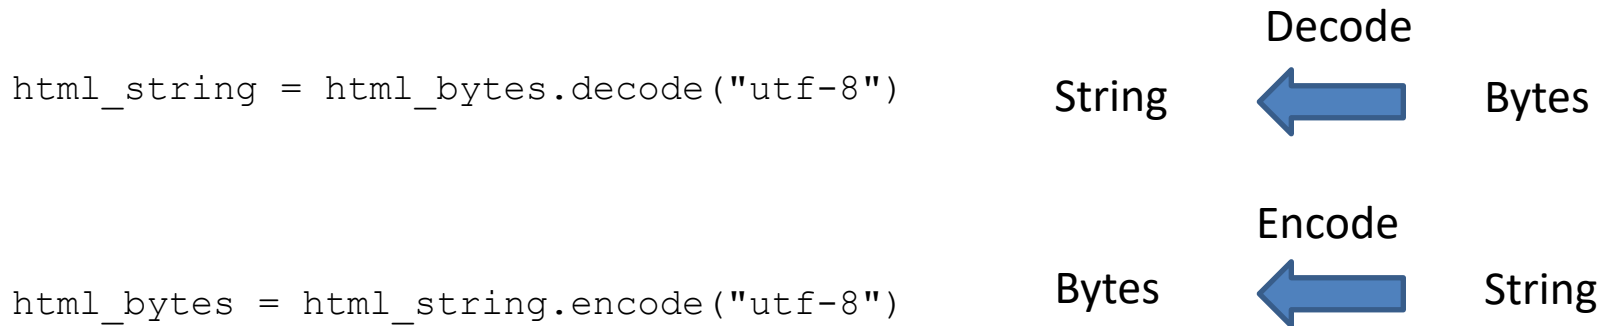 Decode
html_string = html_bytes.decode("utf-8") String Bytes
Encode
html_bytes = html_string.encode("utf-8") Bytes String